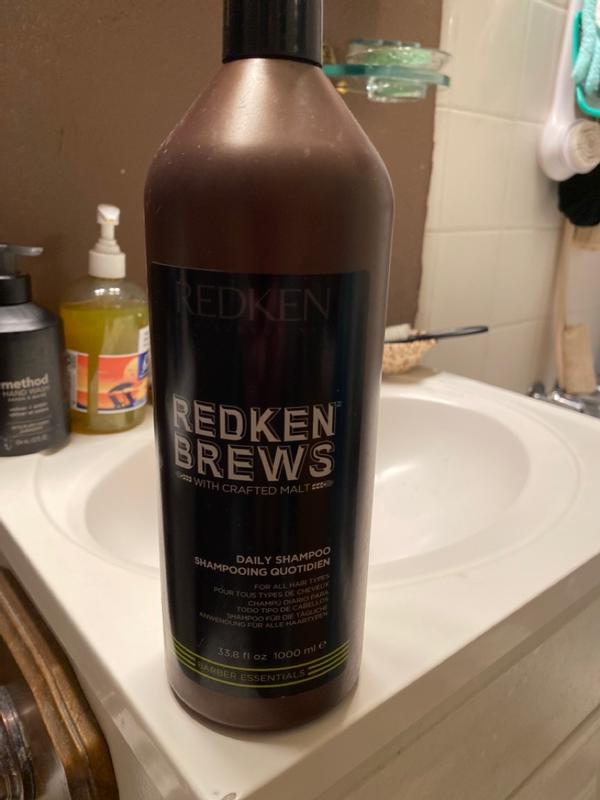 REDKEN
REDKEN
BREWS
WITH CRAFTED MALT
DAILY SHAMPOO
SHAMPOOING QUOTIDIEN
FOR ALL HAIR TYPES
POUR TOUS TYPES DE CHEVEUX
CHAMPÚ DIARIO PARA
TODO TIPO DE CABELLOS
SHAMPOO FÜR DIE TÄGLICHE
ANWENDUNG FÜR ALLE HAARTYPEN
33.8 fl oz 1000 ml e
BARBER ESSENTIALS
method
HAND WASH